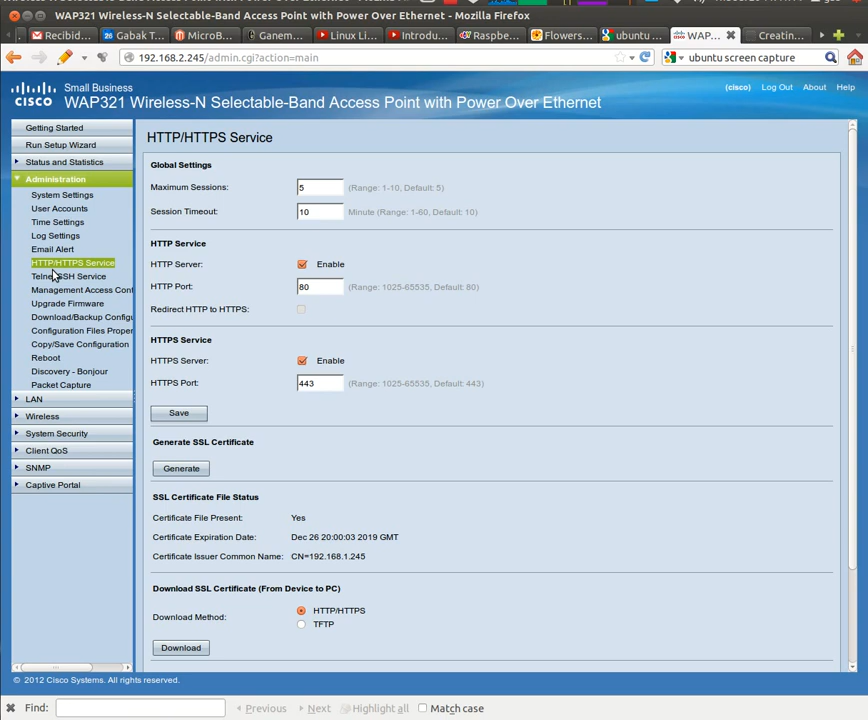 WAP321 Wireless-N Selectable-Band Access Point with Power Over Ethernet - Mozilla Firefox
Recibid...
Gabak T...
MicroB...
Ganem...
Linux Li...
Introdu...
Raspbe...
Flowers...
ubuntu ...
WAP...
Creating...
192.168.2.245/admin.cgi?action=main
ubuntu screen capture
CISCO
Small Business
WAP321 Wireless-N Selectable-Band Access Point with Power Over Ethernet
(cisco) Log Out About Help
Getting Started
Run Setup Wizard
Status and Statistics
Administration
System Settings
User Accounts
Time Settings
Log Settings
Email Alert
HTTP/HTTPS Service
SSH Service
Management Access Cont
Upgrade Firmware
Download/Backup Configu
Configuration Files Proper
Copy/Save Configuration
Reboot
Discovery - Bonjour
Packet Capture
LAN
Wireless
System Security
Client QoS
SNMP
Captive Portal
HTTP/HTTPS Service
Global Settings
Maximum Sessions: 5 (Range: 1-10, Default: 5)
Session Timeout: 10 Minute (Range: 1-60, Default: 10)
HTTP Service
HTTP Server: Enable
HTTP Port: 80 (Range: 1025-65535, Default: 80)
Redirect HTTP to HTTPS:
HTTPS Service
HTTPS Server: Enable
HTTPS Port: 443 (Range: 1025-65535, Default: 443)
Save
Generate SSL Certificate
Generate
SSL Certificate File Status
Certificate File Present: Yes
Certificate Expiration Date: Dec 26 20:00:03 2019 GMT
Certificate Issuer Common Name: CN=192.168.1.245
Download SSL Certificate (From Device to PC)
Download Method: HTTP/HTTPS
TFTP
Download
© 2012 Cisco Systems. All rights reserved.
Find: Previous Next Highlight all Match case